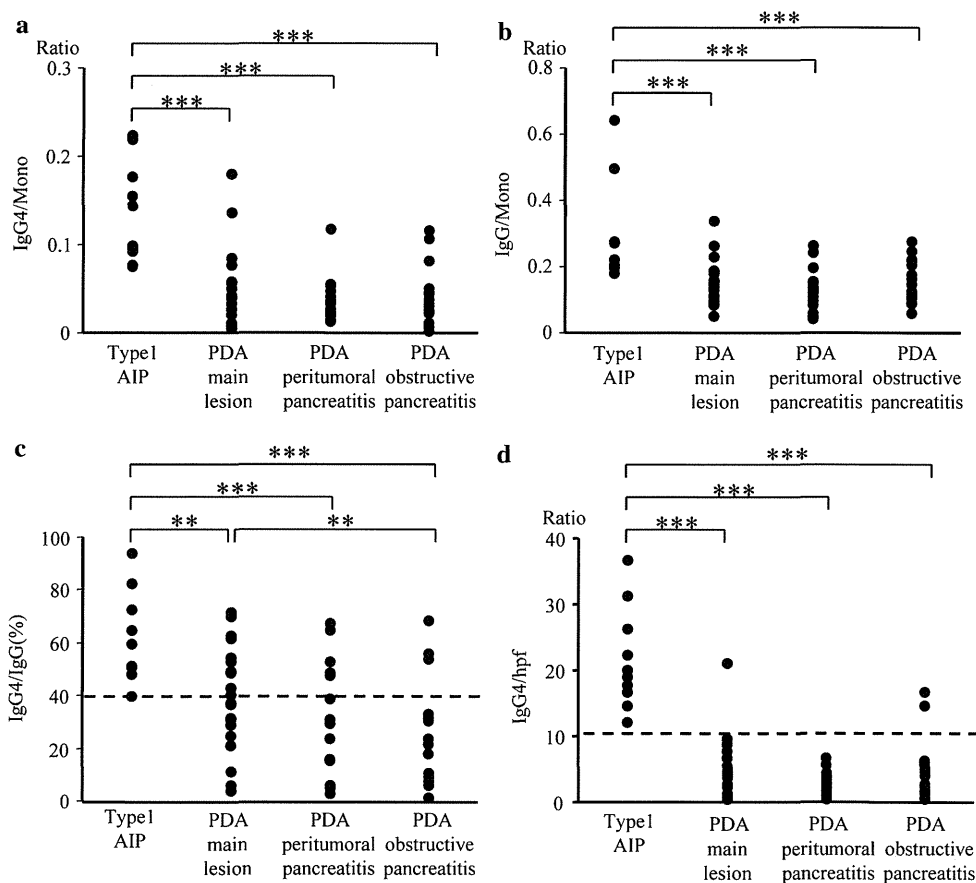 a
Ratio
***
***
***
0.3
0.2
0.1
0
IgG4/Mono
Type1
AIP
PDA
main
lesion
PDA
peritumoral
pancreatitis
PDA
obstructive
pancreatitis
b
***
***
***
0.8
0.6
0.4
0.2
0
IgG/Mono
Type1
AIP
PDA
main
lesion
PDA
peritumoral
pancreatitis
PDA
obstructive
pancreatitis
c
***
***
**
**
100
80
60
40
20
0
IgG4/IgG(%)
Type1
AIP
PDA
main
lesion
PDA
peritumoral
pancreatitis
PDA
obstructive
pancreatitis
d
***
***
***
Ratio
40
30
20
10
0
IgG4/hpf
Type1
AIP
PDA
main
lesion
PDA
peritumoral
pancreatitis
PDA
obstructive
pancreatitis